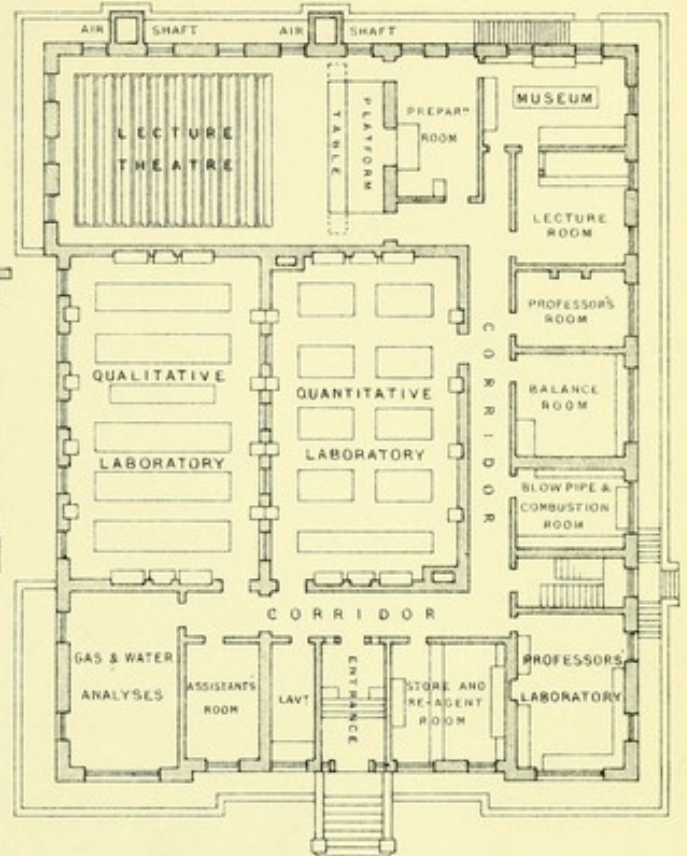 AIR SHAFT AIR SHAFT
MUSEUM
LECTURE
THEATRE
TABLE
PLATFORM
PREPARN
ROOM
LECTURE
ROOM
PROFESSOR'S
ROOM
CORRIDOR
QUALITATIVE
LABORATORY
QUANTITATIVE
LABORATORY
BALANCE
ROOM
BLOW PIPE &
COMBUSTION
ROOM
CORRIDOR
GAS & WATER
ANALYSES
ASSISTANTS
ROOM
LAVT
ENTRANCE
STORE AND
RE-AGENT
ROOM
PROFESSORS
LABORATORY